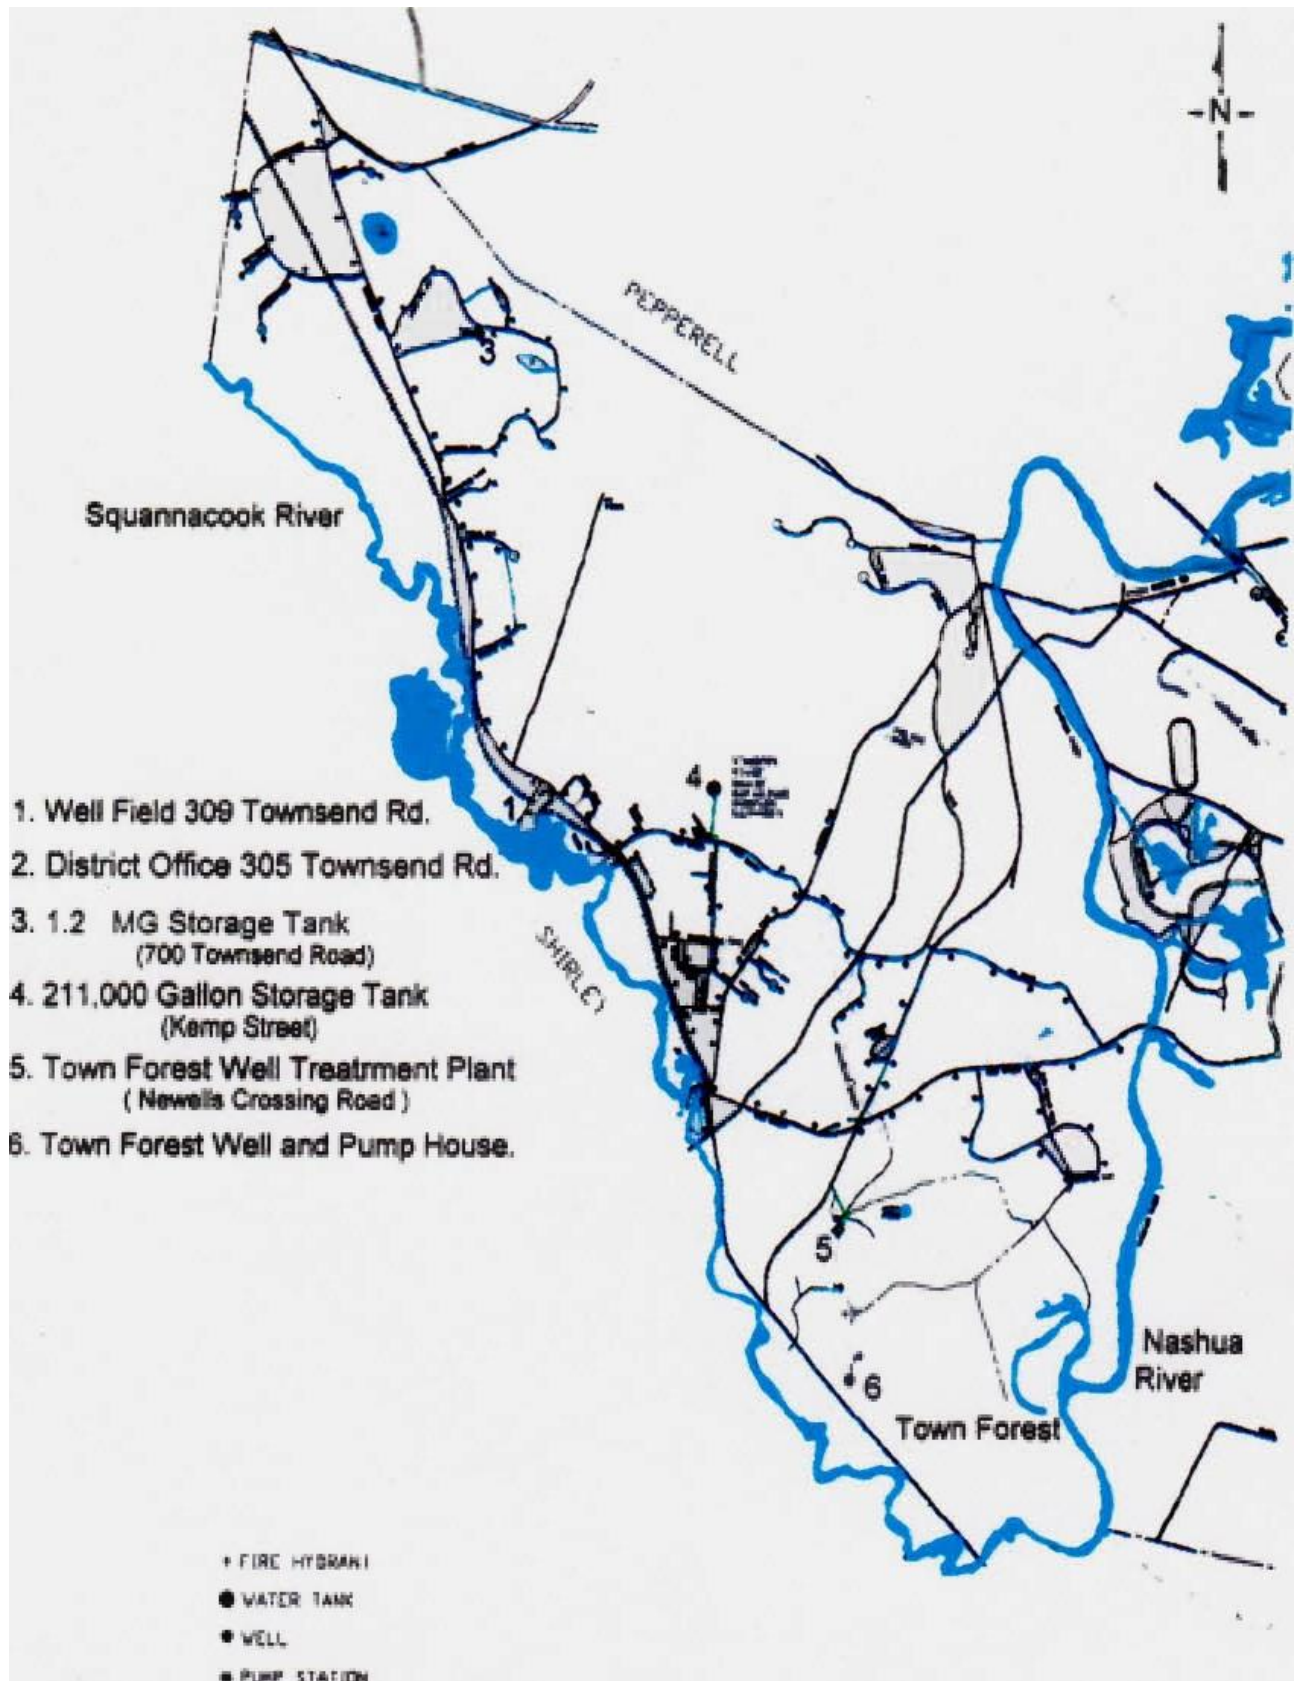 -N-
PEPPERELL
3
Squannacook River
4
1
1. Well Field 309 Townsend Rd.
2. District Office 305 Townsend Rd.
3. 1.2 MG Storage Tank
(700 Townsend Road)
4. 211,000 Gallon Storage Tank
(Kemp Street)
5. Town Forest Well Treatrment Plant
( Newells Crossing Road )
6. Town Forest Well and Pump House.
SHIRLEY
5
6
Nashua
River
Town Forest
FIRE HYDRANT
WATER TANK
WELL
PUMP STATION